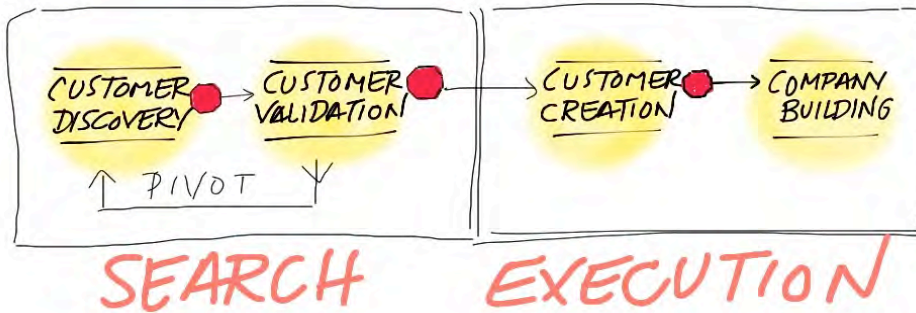 CUSTOMER
DISCOVERY
CUSTOMER
VALIDATION
CUSTOMER
CREATION
COMPANY
BUILDING
PIVOT
SEARCH
EXECUTION